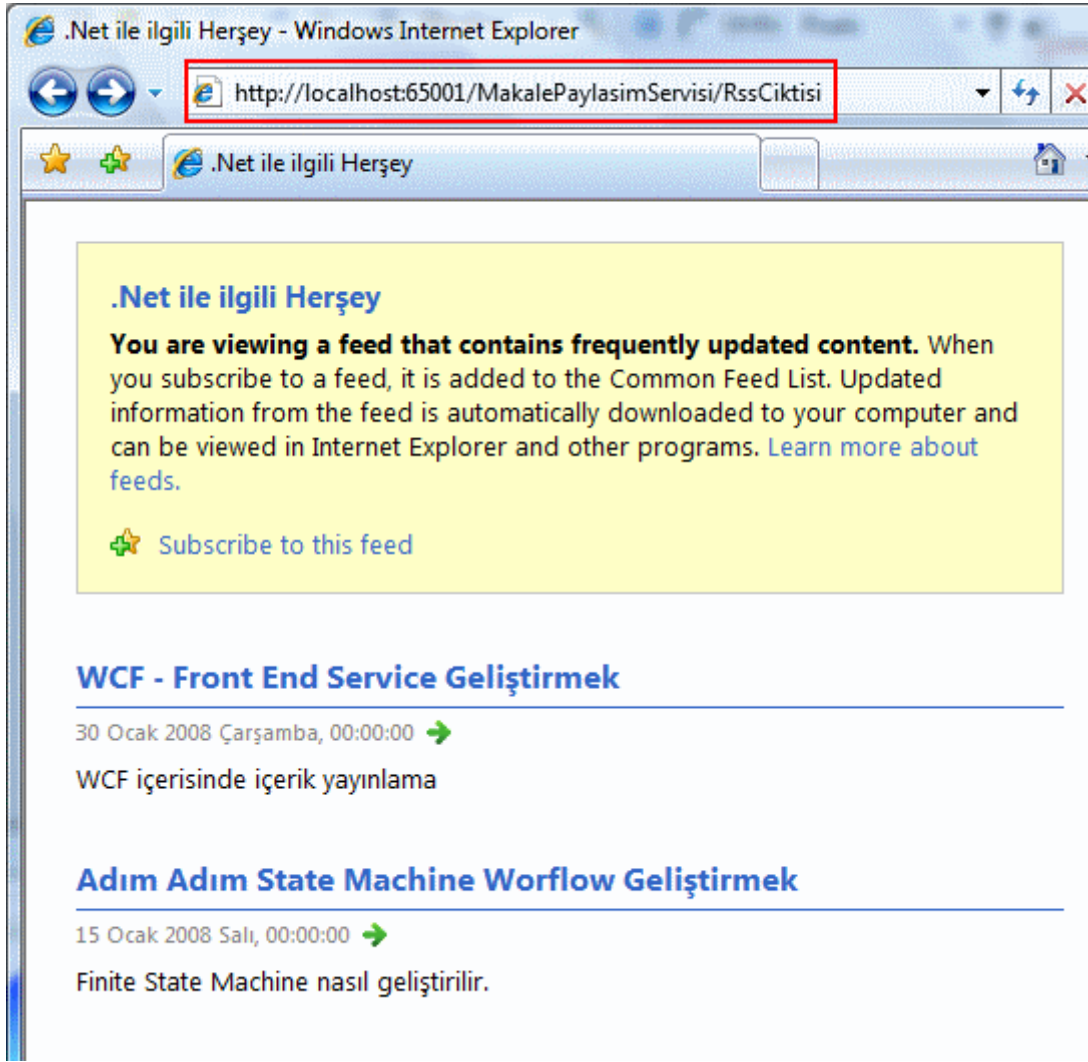 .Net ile ilgili Herşey - Windows Internet Explorer
http://localhost:65001/MakalePaylasimServisi/RssCiktisi
.Net ile ilgili Herşey
.Net ile ilgili Herşey
You are viewing a feed that contains frequently updated content. When
you subscribe to a feed, it is added to the Common Feed List. Updated
information from the feed is automatically downloaded to your computer and
can be viewed in Internet Explorer and other programs. Learn more about
feeds.
Subscribe to this feed
WCF - Front End Service Geliştirmek
30 Ocak 2008 Çarşamba, 00:00:00
WCF içerisinde içerik yayınlama
Adım Adım State Machine Worflow Geliştirmek
15 Ocak 2008 Salı, 00:00:00
Finite State Machine nasıl geliştirilir.